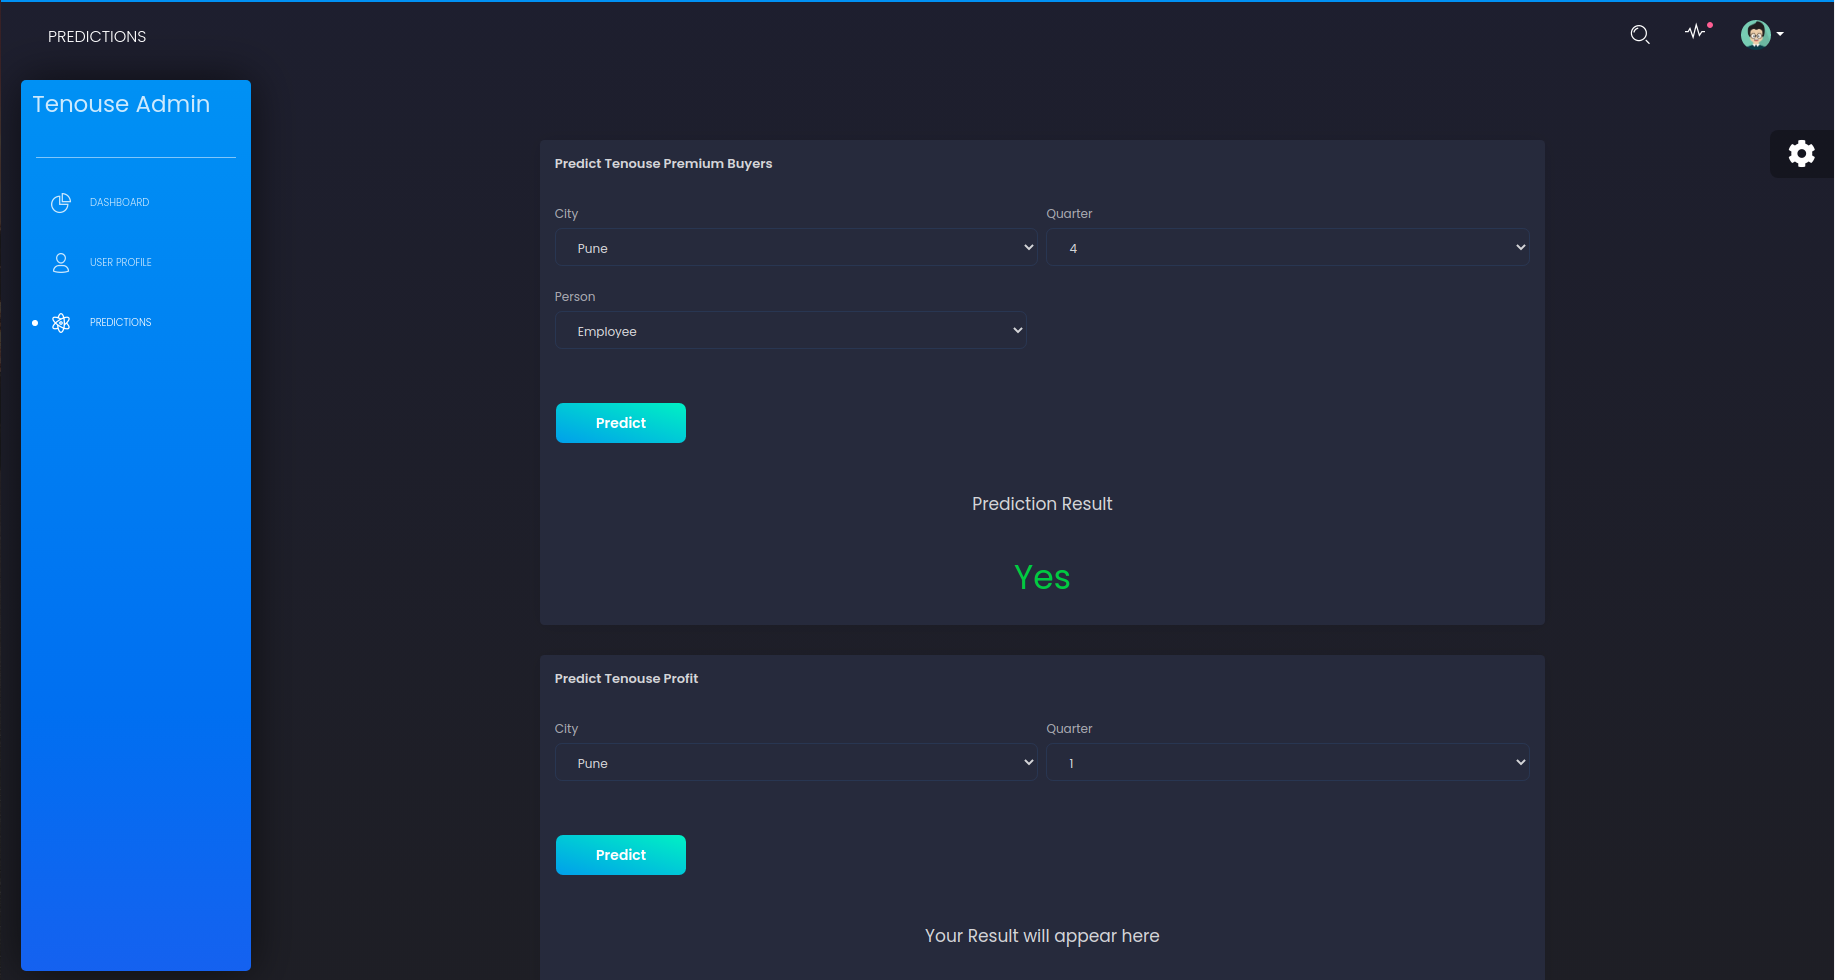 PREDICTIONS
Tenouse Admin
DASHBOARD
USER PROFILE
PREDICTIONS
Predict Tenouse Premium Buyers
City Quarter
Pune 4
Person
Employee
Predict
Prediction Result
Yes
Predict Tenouse Profit
City Quarter
Pune 1
Predict
Your Result will appear here